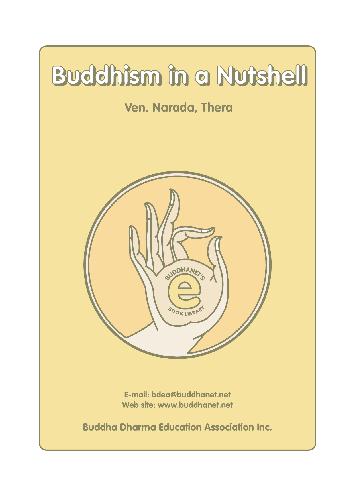 Buddhism in a Nutshell
Ven. Narada, Thera
BUDDHANET'S
e
BOOK LIBRARY
E-mail: bdea@buddhanet.net
Web site: www.buddhanet.net
Buddha Dharma Education Association Inc.